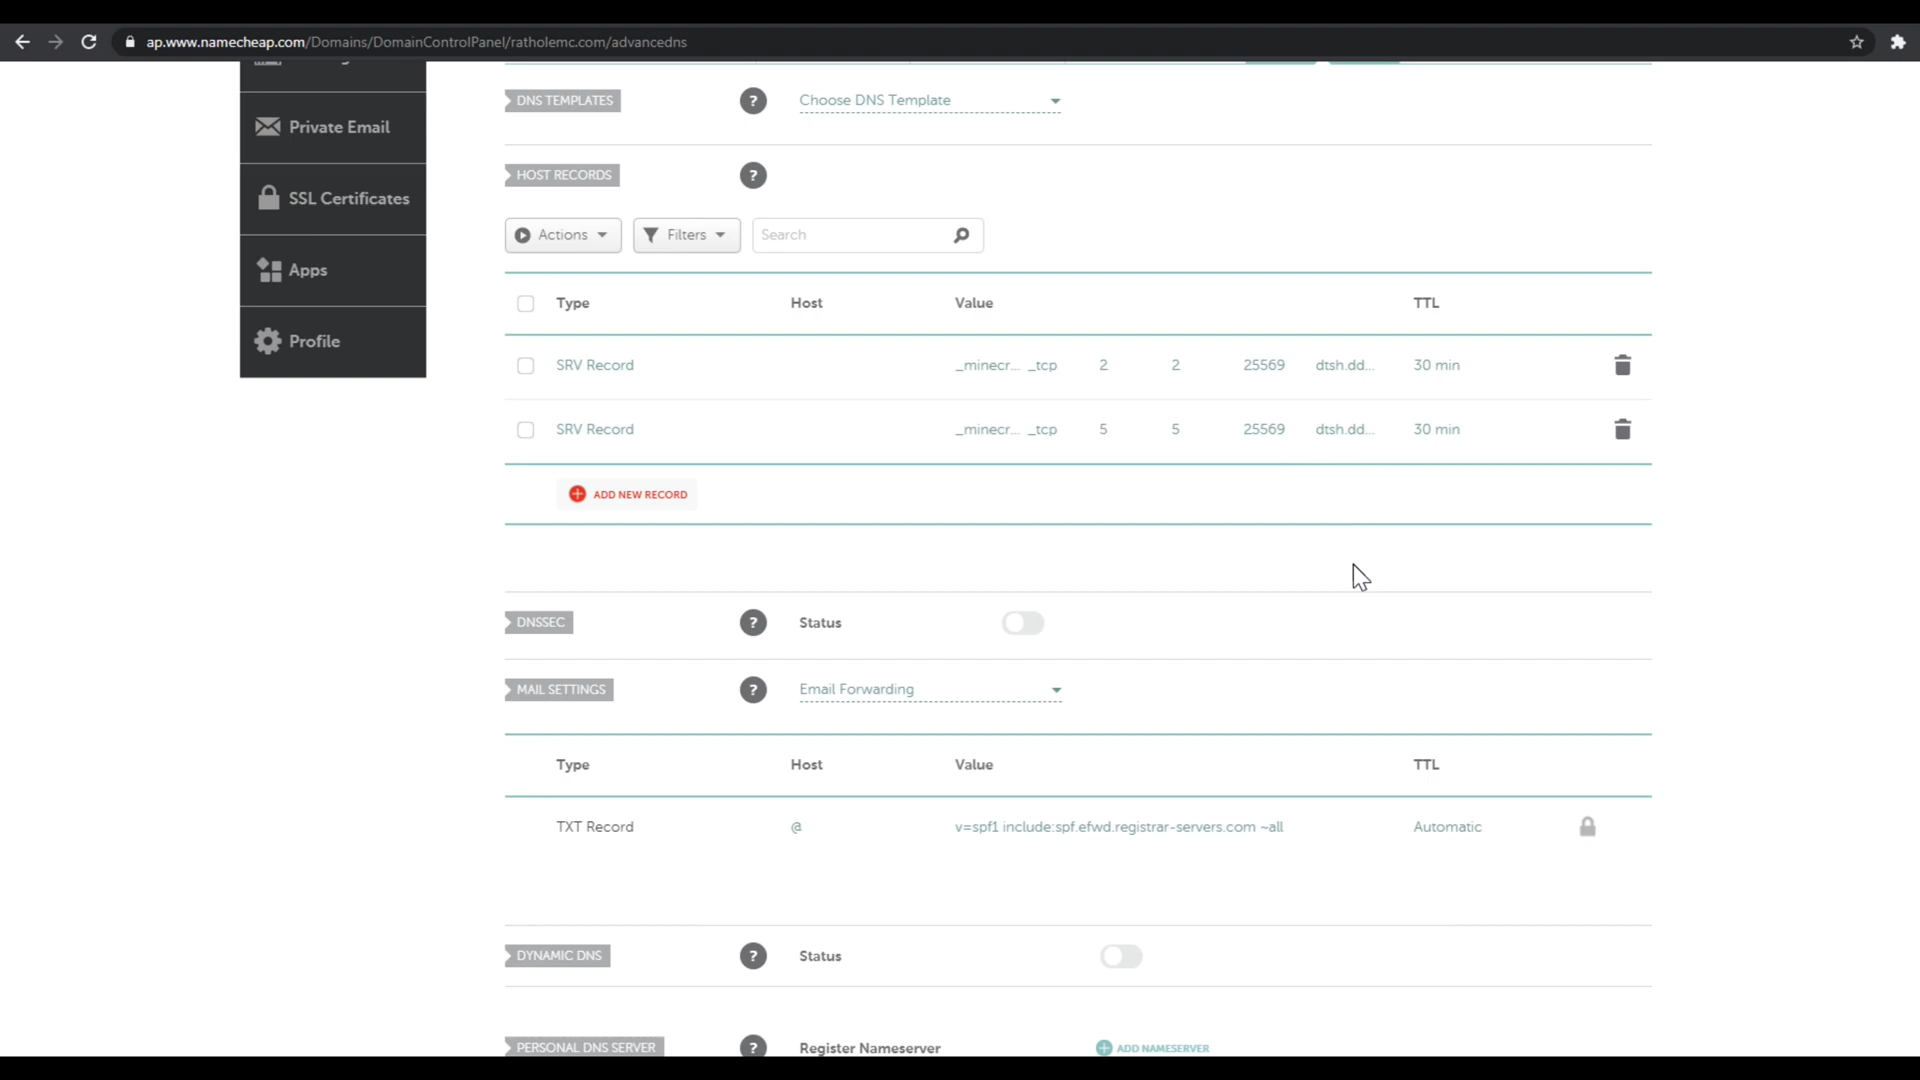 ap.www.namecheap.com/Domains/DomainControlPanel/ratholemc.com/advancedns
Private Email
SSL Certificates
Apps
Profile
DNS TEMPLATES ? Choose DNS Template
HOST RECORDS ?
Actions Filters Search
Type Host Value TTL
SRV Record _minecr... _tcp 2 2 25569 dtsh.dd... 30 min
SRV Record _minecr... _tcp 5 5 25569 dtsh.dd... 30 min
ADD NEW RECORD
DNSSEC ? Status
MAIL SETTINGS ? Email Forwarding
Type Host Value TTL
TXT Record @ v=spf1 include:spf.efwd.registrar-servers.com ~all Automatic
DYNAMIC DNS ? Status
PERSONAL DNS SERVER ? Register Nameserver ADD NAMESERVER